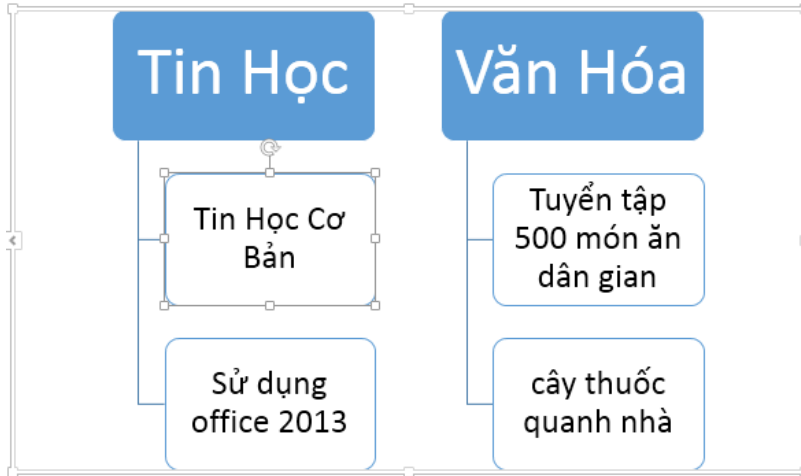 Tin Học
Tin Học Cơ
Bản
Sử dụng
office 2013
Văn Hóa
Tuyển tập
500 món ăn
dân gian
cây thuốc
quanh nhà